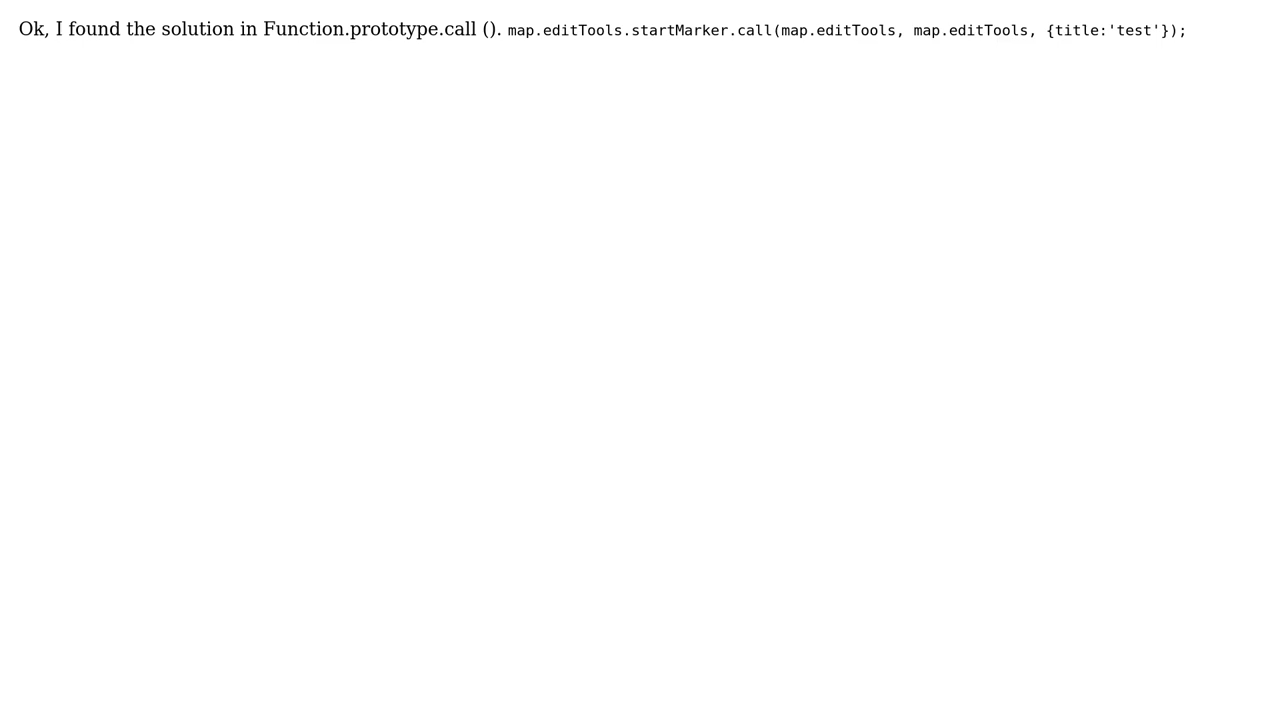 Ok, I found the solution in Function.prototype.call (). map.editTools.startMarker.call(map.editTools, map.editTools, {title:'test'});